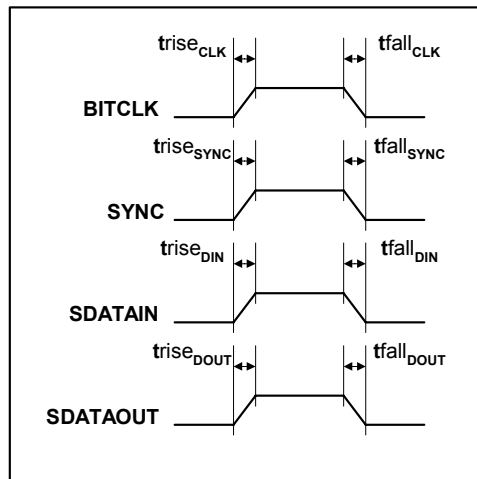 triseCLK tfallCLK
BITCLK
triseSYNC tfallSYNC
SYNC
triseDIN tfallDIN
SDATAIN
triseDOUT tfallDOUT
SDATAOUT